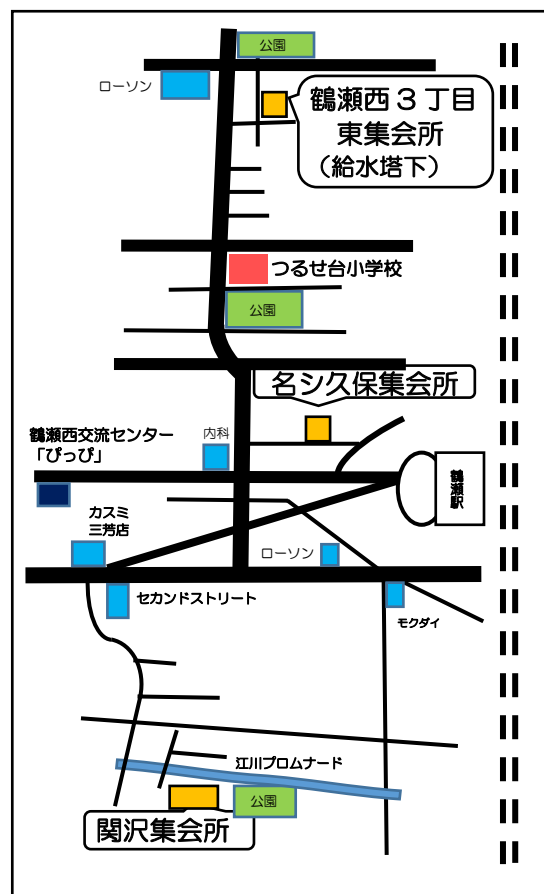 公園
ローソン
鶴瀬西3丁目
東集会所
(給水塔下)
つるせ台小学校
公園
名シ久保集会所
鶴瀬西交流センター
「ぴっぴ」
内科
鶴瀬駅
カスミ
三芳店
ローソン
セカンドストリート
モクダイ
江川プロムナード
公園
関沢集会所